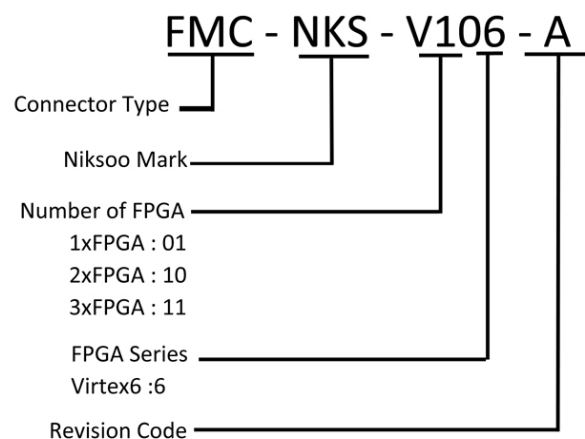 FMC - NKS - V106 - A
Connector Type
Niksoo Mark
Number of FPGA
1xFPGA : 01
2xFPGA : 10
3xFPGA : 11
FPGA Series
Virtex6 :6
Revision Code